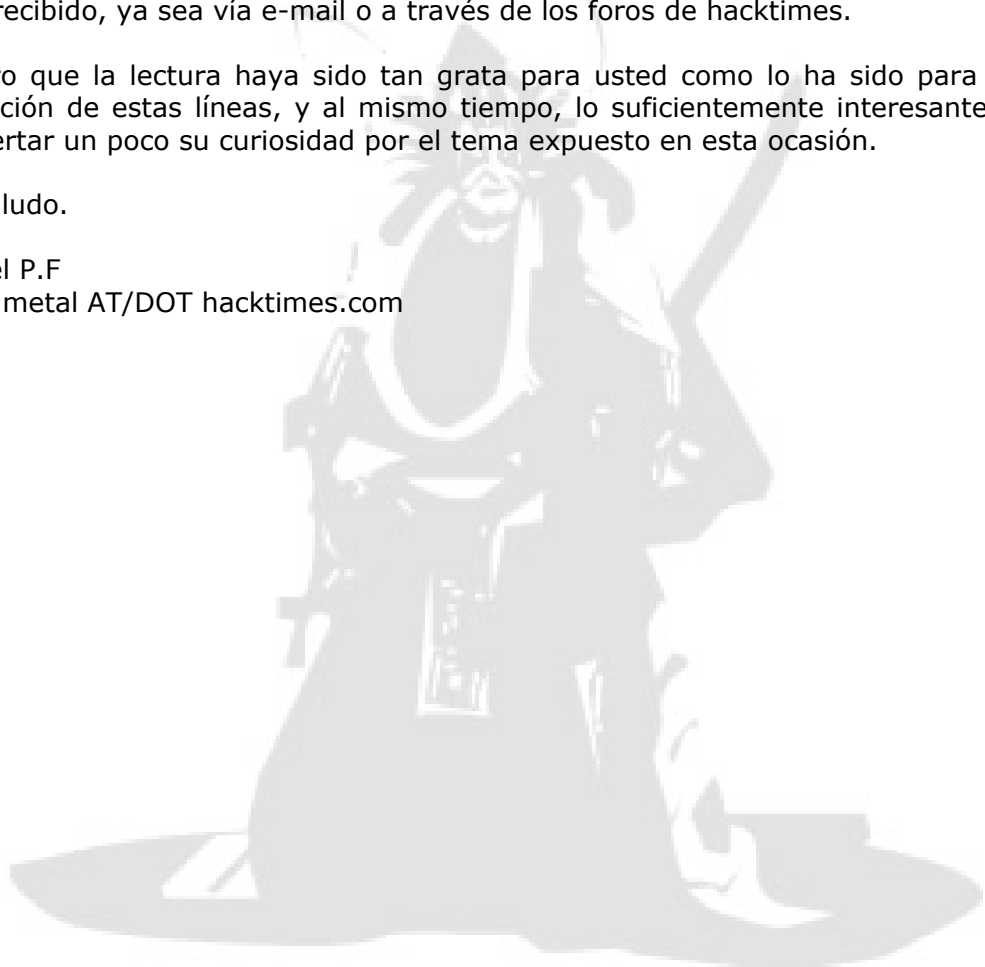 recibido, ya sea vía e-mail o a través de los foros de hacktimes.
ro que la lectura haya sido tan grata para usted como lo ha sido para
ción de estas líneas, y al mismo tiempo, lo suficientemente interesante
ertar un poco su curiosidad por el tema expuesto en esta ocasión.
ludo.
el P.F
metal AT/DOT hacktimes.com